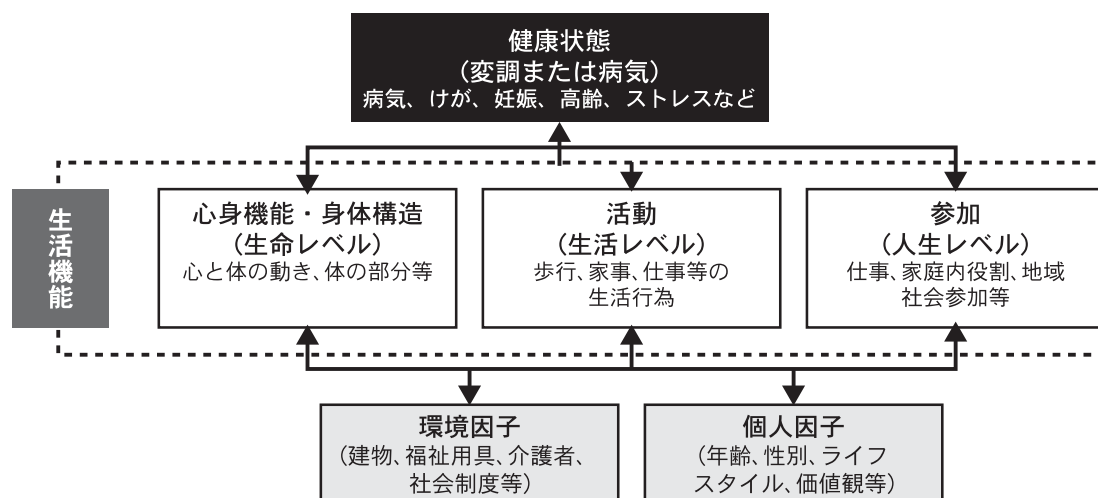 健康状態
（変調または病気）
病気、けが、妊娠、高齢、ストレスなど
生活機能
心身機能・身体構造
（生命レベル）
心と体の動き、体の部分等
活動
（生活レベル）
歩行、家事、仕事等の
生活行為
参加
（人生レベル）
仕事、家庭内役割、地域
社会参加等
環境因子
（建物、福祉用具、介護者、
社会制度等）
個人因子
（年齢、性別、ライフ
スタイル、価値観等）